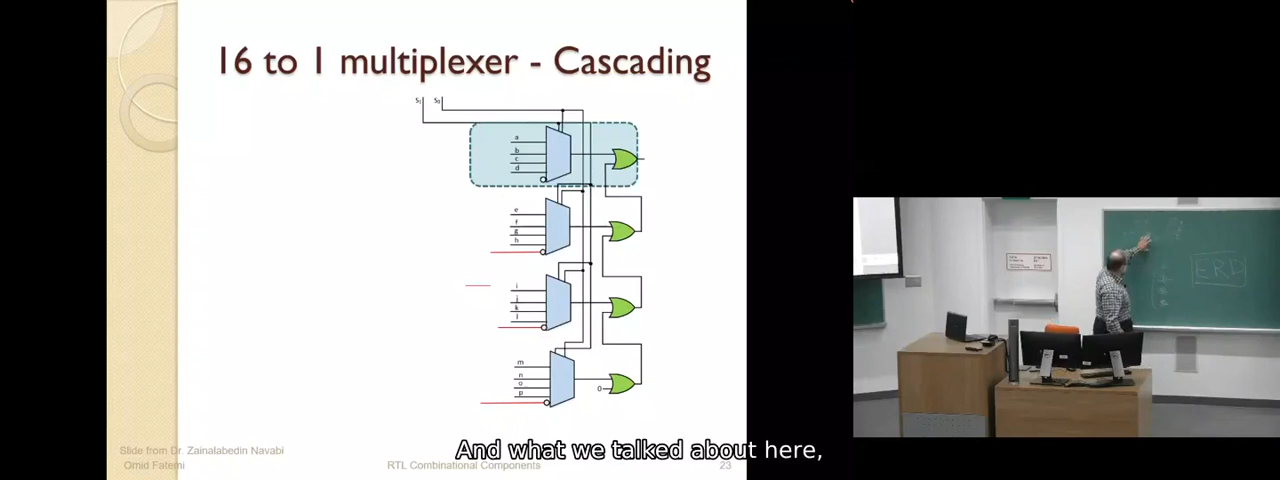 16 to 1 multiplexer - Cascading
S1 S0
a
b
c
d
e
f
g
h
i
j
k
l
m
n
o
p
0
ERD
Slide from Dr. Zainalabedin Navabi
Omid Fatemi
RTL Combinational Components
23
And what we talked about here,